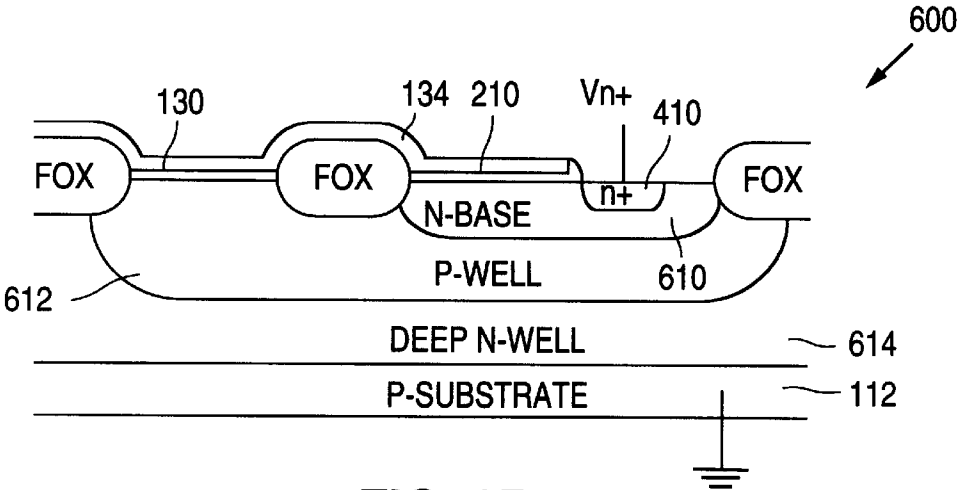 600
130
134
210
Vn+
410
FOX
FOX
n+
FOX
N-BASE
P-WELL
610
612
DEEP N-WELL
614
P-SUBSTRATE
112